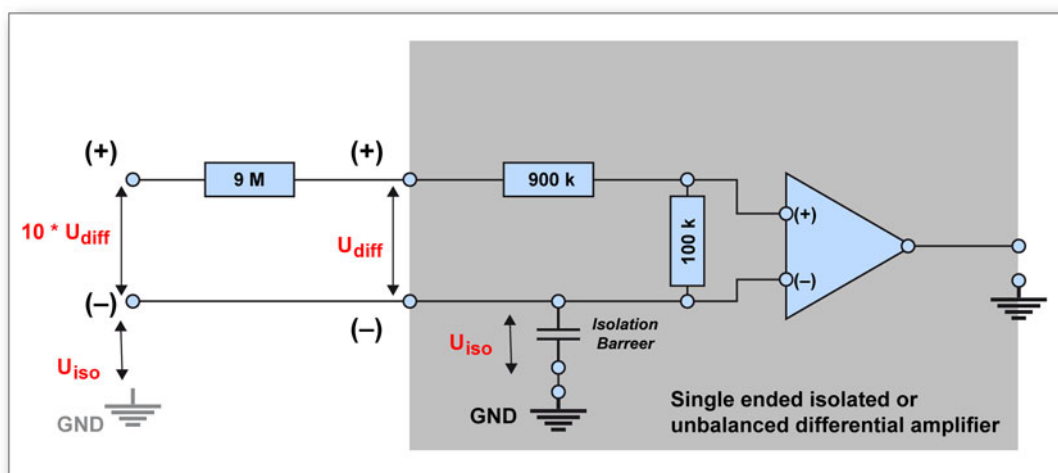 (+)
9 M
(+)
900 k
10 * Udiff
Udiff
100 k
(+)
(–)
(–)
(–)
Uiso
Uiso
Isolation
Barreer
GND
GND
Single ended isolated or
unbalanced differential amplifier